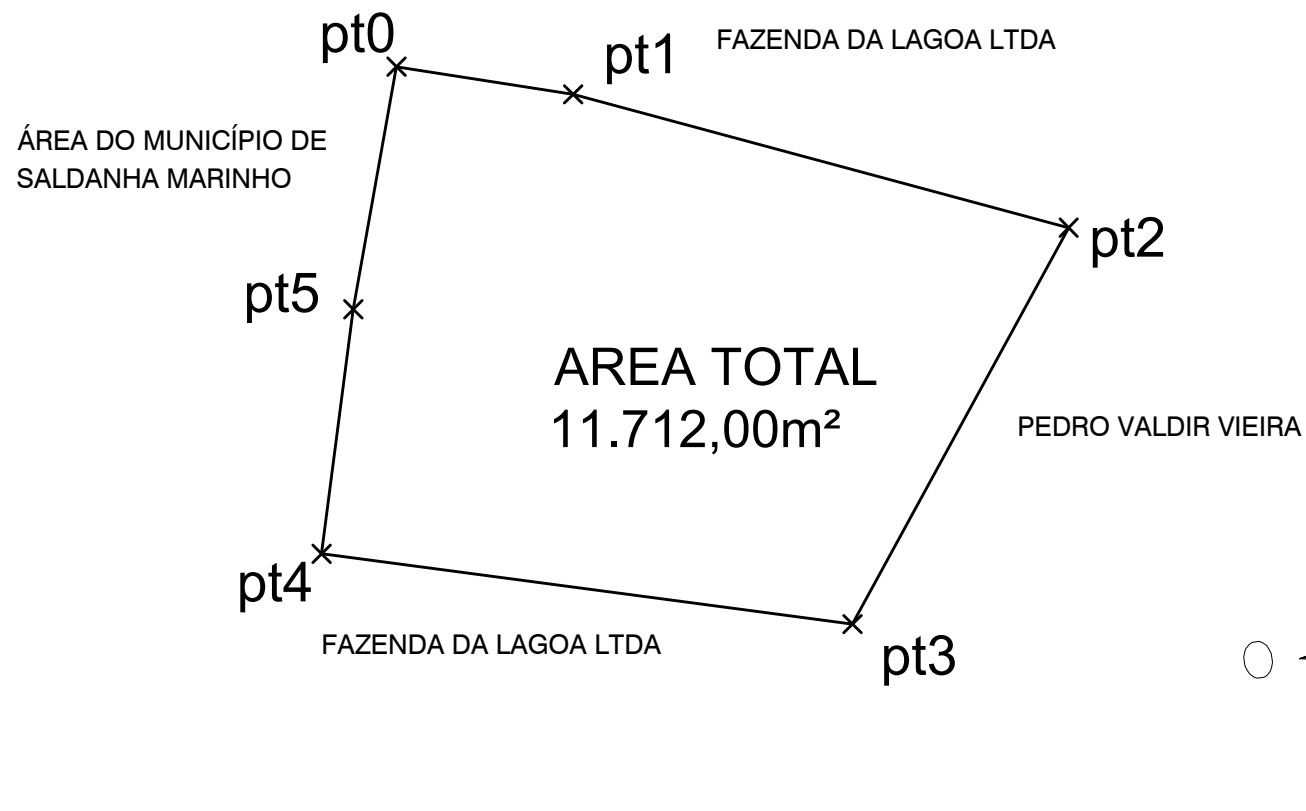 pt0
pt1
FAZENDA DA LAGOA LTDA
ÁREA DO MUNICÍPIO DE
SALDANHA MARINHO
pt2
pt5
AREA TOTAL
11.712,00m²
PEDRO VALDIR VIEIRA
pt4
FAZENDA DA LAGOA LTDA
pt3
O